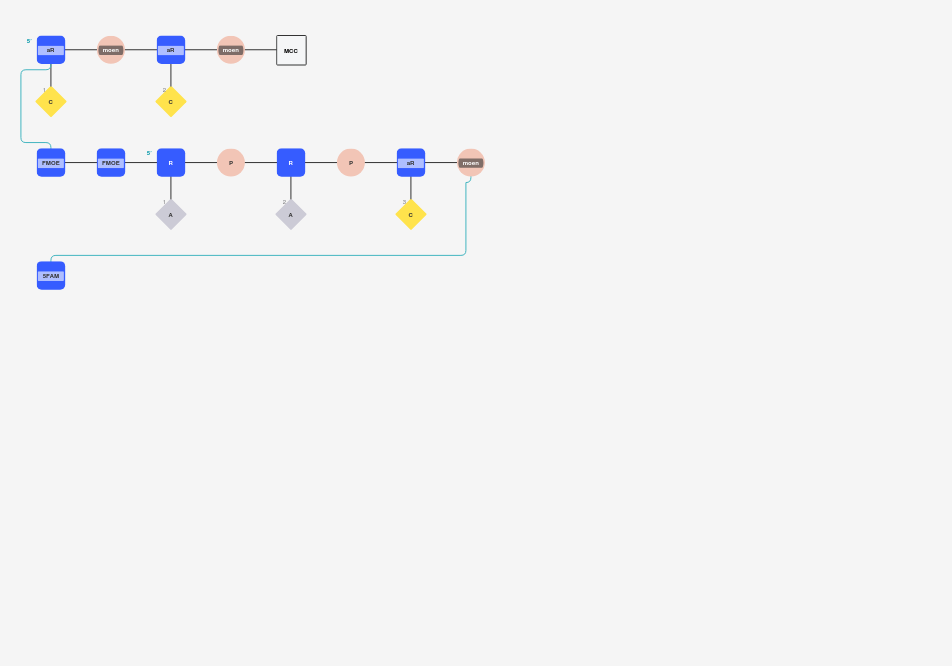 5' aR moen aR moen MCC
1 C 2 C
FMOE FMOE 5' R P R P aR moen
1 A 2 A 3 C
5FAM